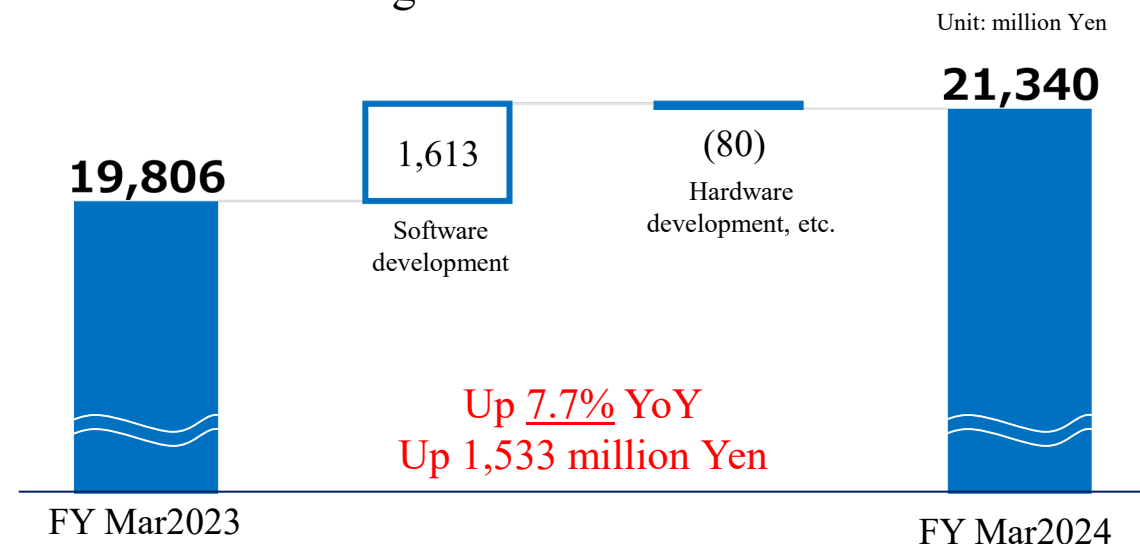 Unit: million Yen
21,340
19,806
1,613
(80)
Software
development
Hardware
development, etc.
Up 7.7% YoY
Up 1,533 million Yen
FY Mar2023
FY Mar2024